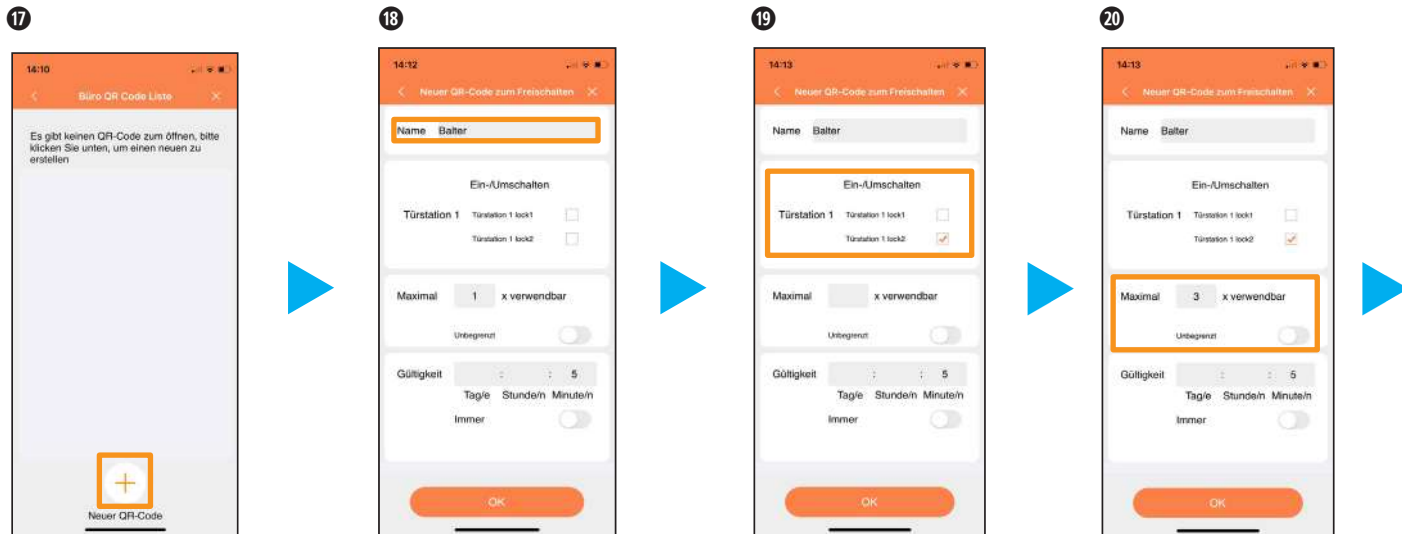 17
14:10
Büro QR Code Liste
Es gibt keinen QR-Code zum öffnen, bitte
klicken Sie unten, um einen neuen zu
erstellen
Neuer QR-Code
18
14:12
Neuer QR-Code zum Freischalten
Name Balter
Ein-/Umschalten
Türstation 1 Türstation 1 lock1
Türstation 1 lock2
Maximal 1 x verwendbar
Unbegrenzt
Gültigkeit : : 5
Tag/e Stunde/n Minute/n
Immer
OK
19
14:13
Neuer QR-Code zum Freischalten
Name Balter
Ein-/Umschalten
Türstation 1 Türstation 1 lock1
Türstation 1 lock2
Maximal x verwendbar
Unbegrenzt
Gültigkeit : : 5
Tag/e Stunde/n Minute/n
Immer
OK
20
14:13
Neuer QR-Code zum Freischalten
Name Balter
Ein-/Umschalten
Türstation 1 Türstation 1 lock1
Türstation 1 lock2
Maximal 3 x verwendbar
Unbegrenzt
Gültigkeit : : 5
Tag/e Stunde/n Minute/n
Immer
OK